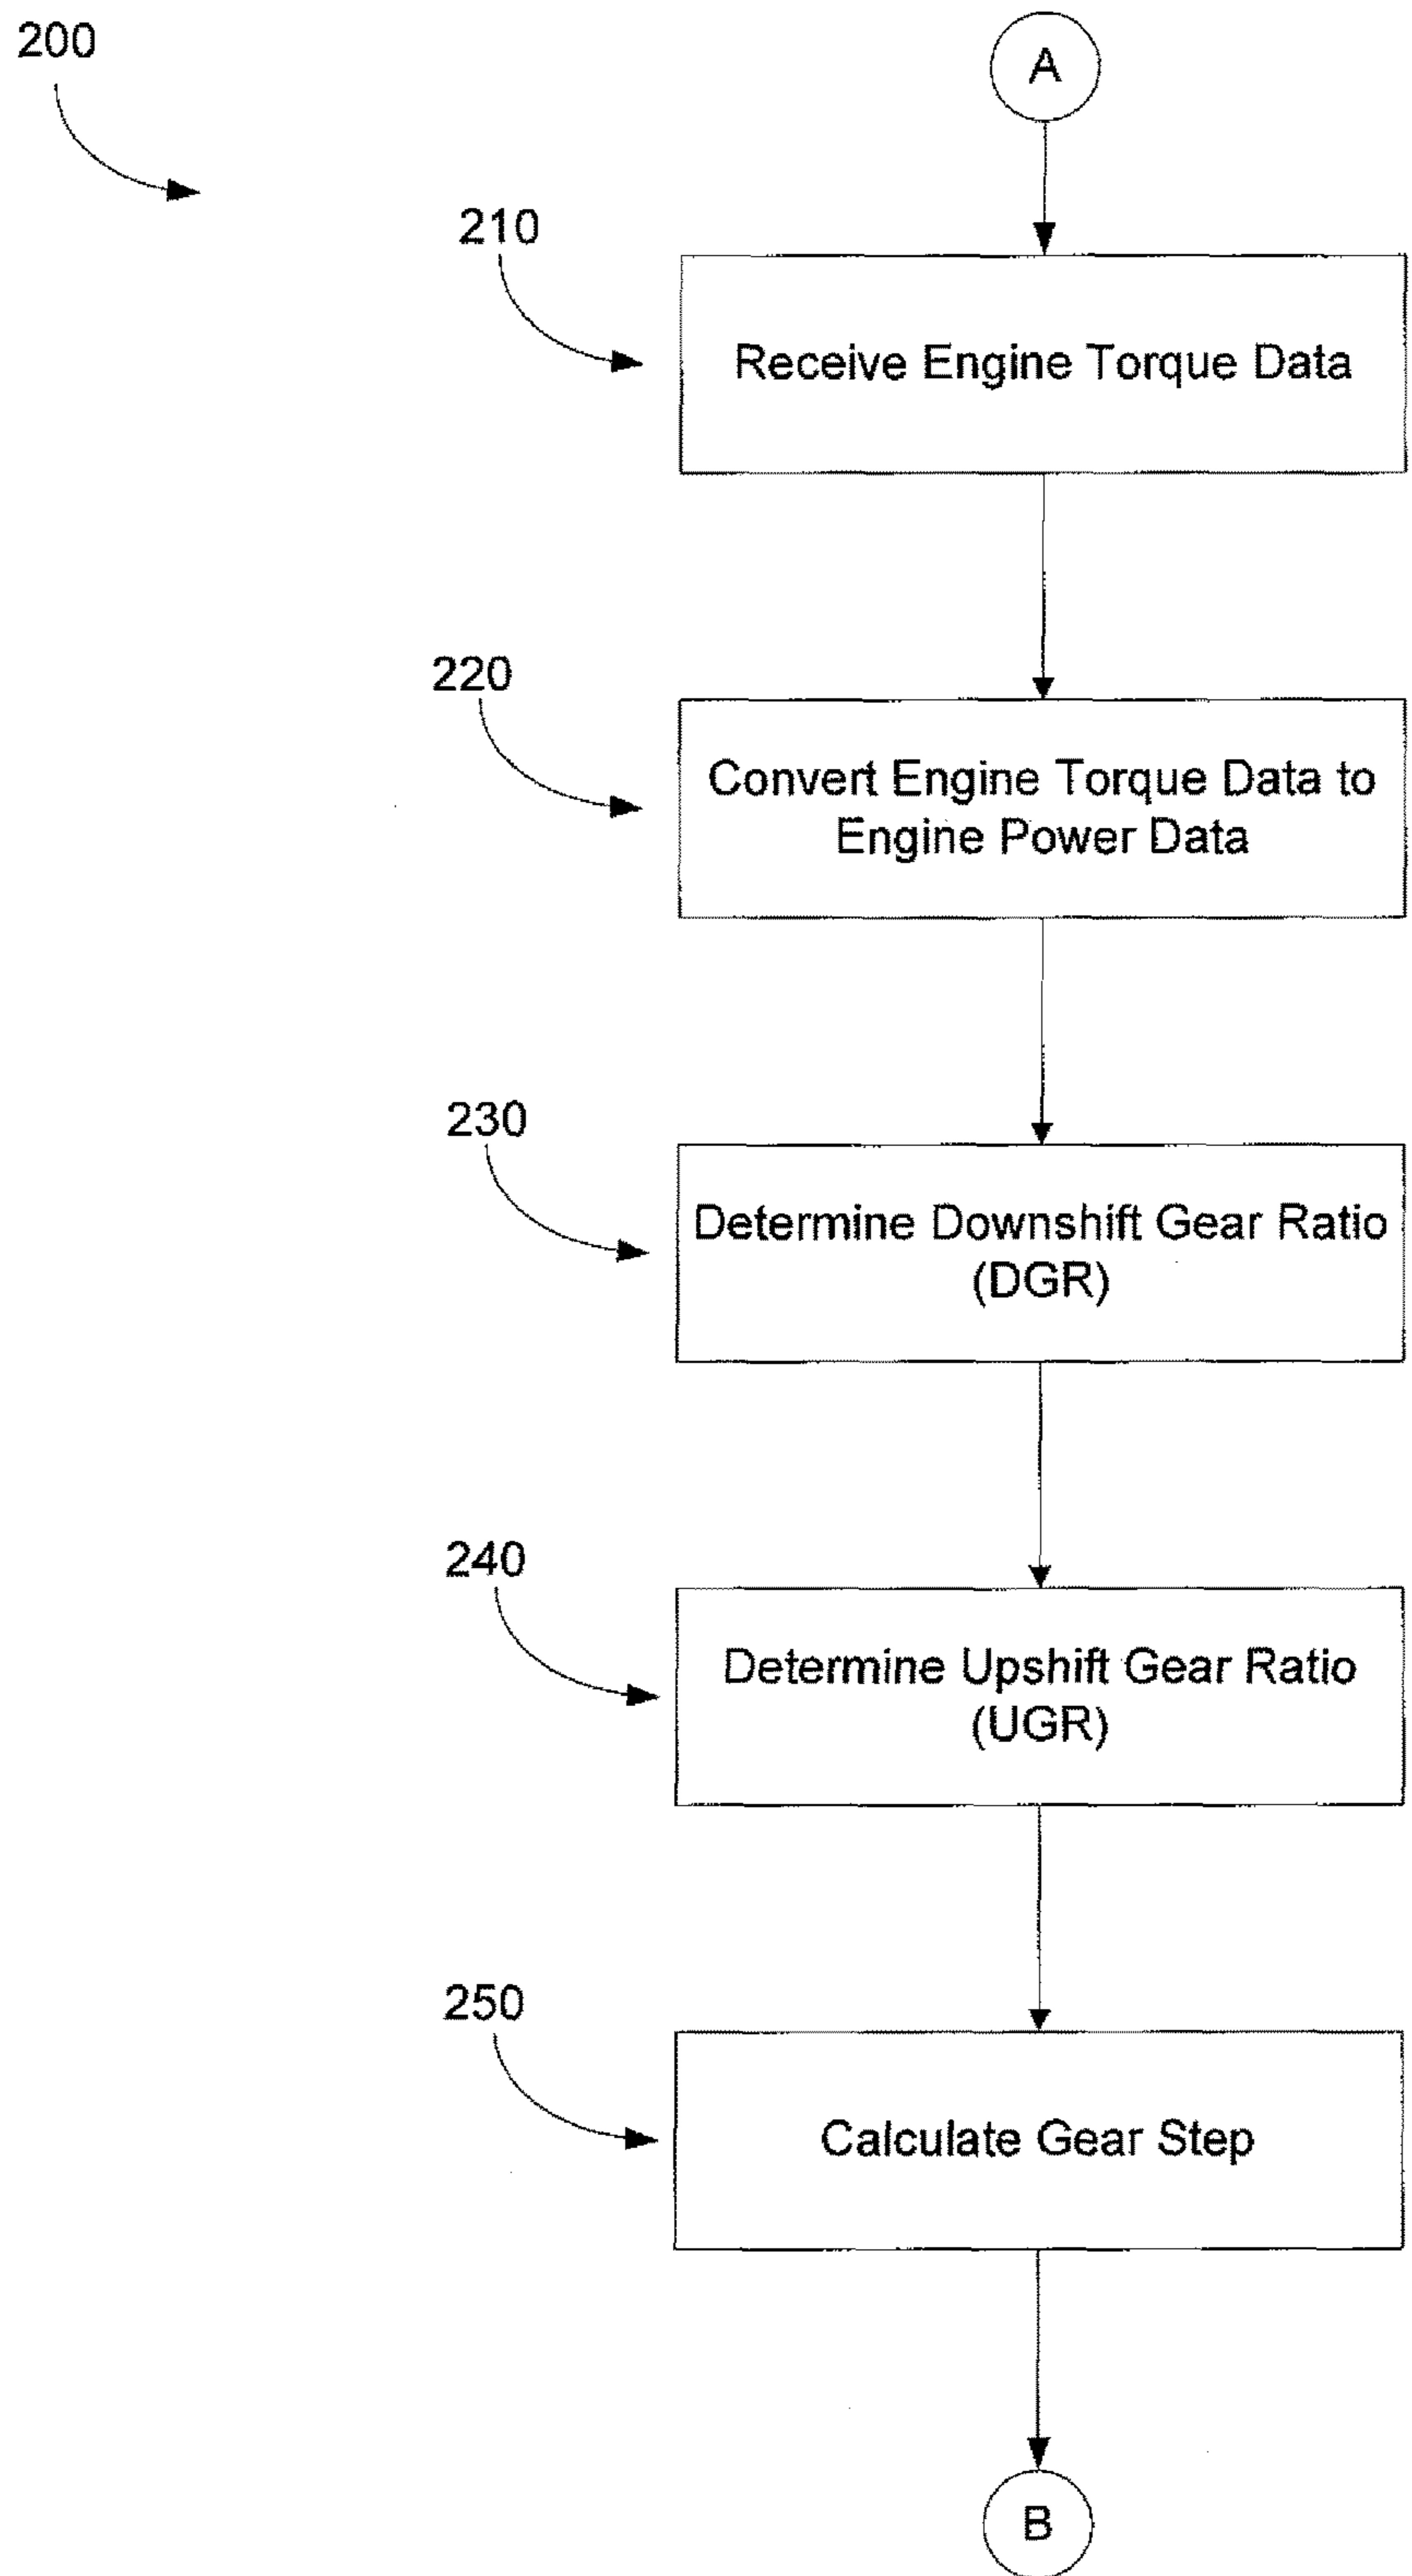 200
A
210
Receive Engine Torque Data
220
Convert Engine Torque Data to
Engine Power Data
230
Determine Downshift Gear Ratio
(DGR)
240
Determine Upshift Gear Ratio
(UGR)
250
Calculate Gear Step
B